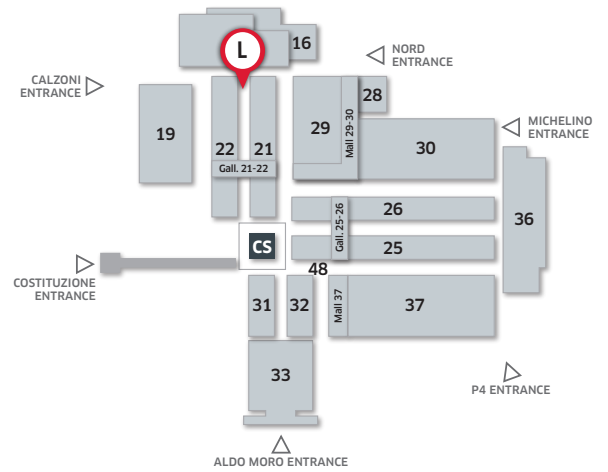 16
L
NORD
ENTRANCE
CALZONI
ENTRANCE
28
19
22
21
29
Mall 29-30
30
MICHELINO
ENTRANCE
Gall. 21-22
26
Gall. 25-26
36
CS
25
48
COSTITUZIONE
ENTRANCE
31
32
Mall 37
37
33
P4 ENTRANCE
ALDO MORO ENTRANCE